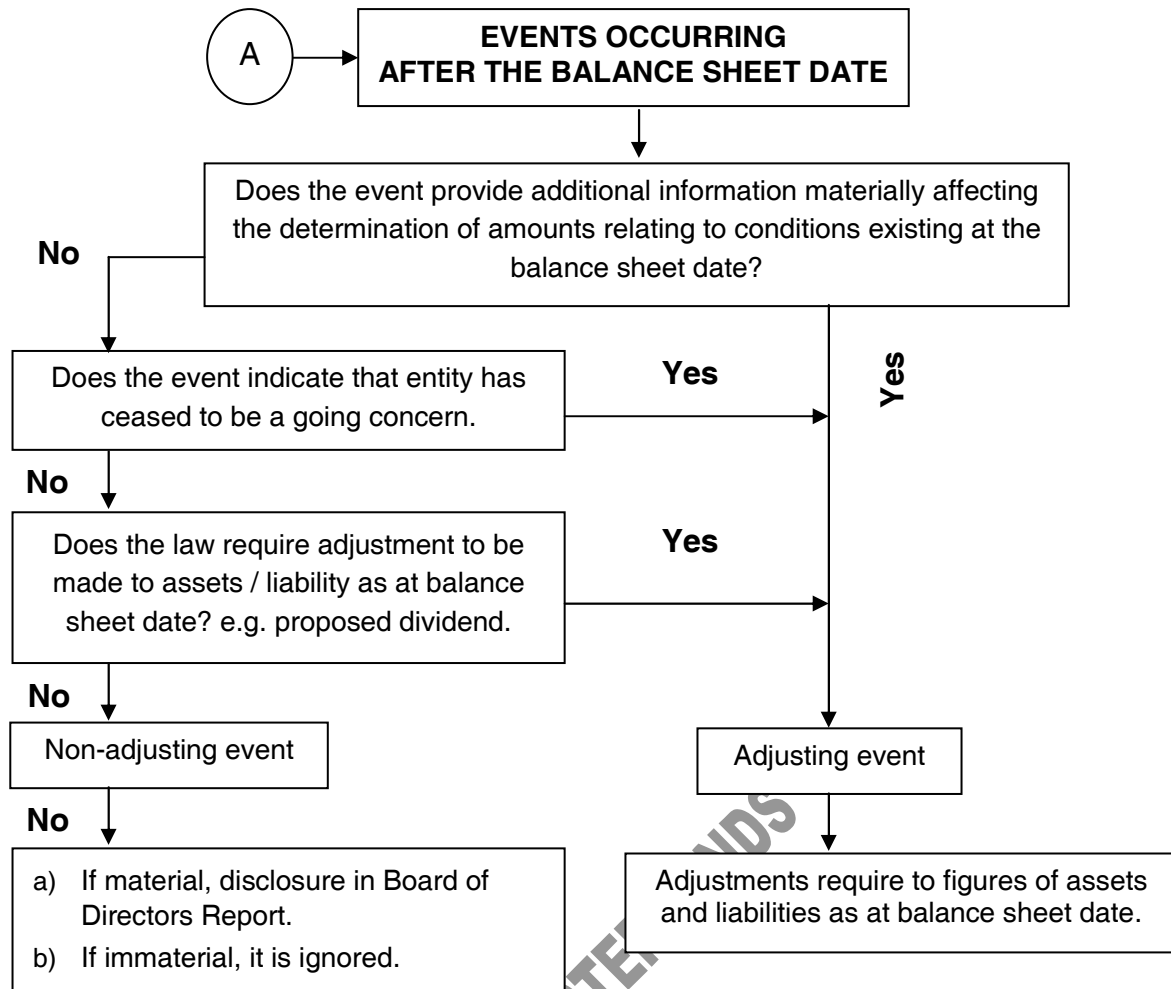 A
EVENTS OCCURRING
AFTER THE BALANCE SHEET DATE
Does the event provide additional information materially affecting
the determination of amounts relating to conditions existing at the
balance sheet date?
No
Yes
Does the event indicate that entity has
ceased to be a going concern.
Yes
No
Does the law require adjustment to be
made to assets / liability as at balance
sheet date? e.g. proposed dividend.
Yes
No
Non-adjusting event
Adjusting event
No
a) If material, disclosure in Board of
Directors Report.
b) If immaterial, it is ignored.
Adjustments require to figures of assets
and liabilities as at balance sheet date.